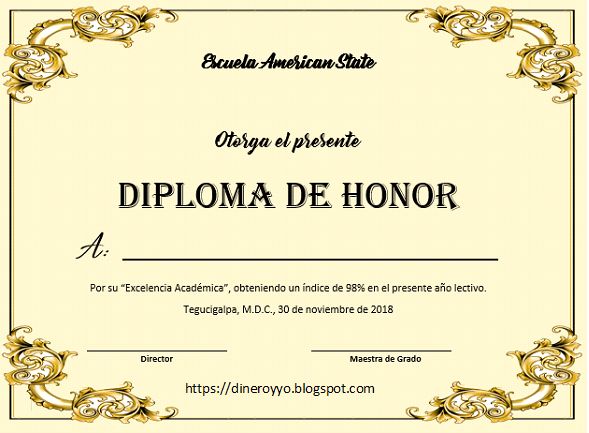 Escuela American State
Otorga el presente
DIPLOMA DE HONOR
A:
Por su “Excelencia Académica”, obteniendo un índice de 98% en el presente año lectivo.
Tegucigalpa, M.D.C., 30 de noviembre de 2018
Director Maestra de Grado
https://dineroyyo.blogspot.com